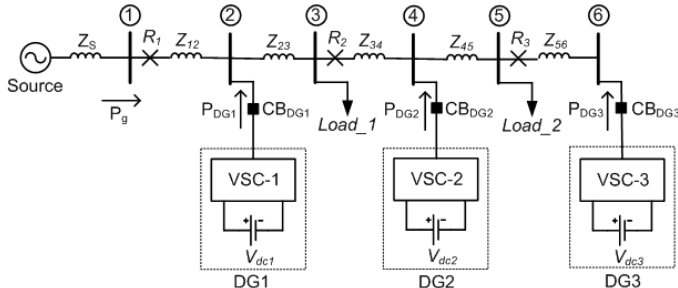 1 2 3 4 5 6
Z_S R_1 Z_12 Z_23 R_2 Z_34 Z_45 R_3 Z_56
Source
P_g P_DG1 CB_DG1 Load_1 P_DG2 CB_DG2 Load_2 P_DG3 CB_DG3
VSC-1 VSC-2 VSC-3
+ - + - + -
V_dc1 V_dc2 V_dc3
DG1 DG2 DG3